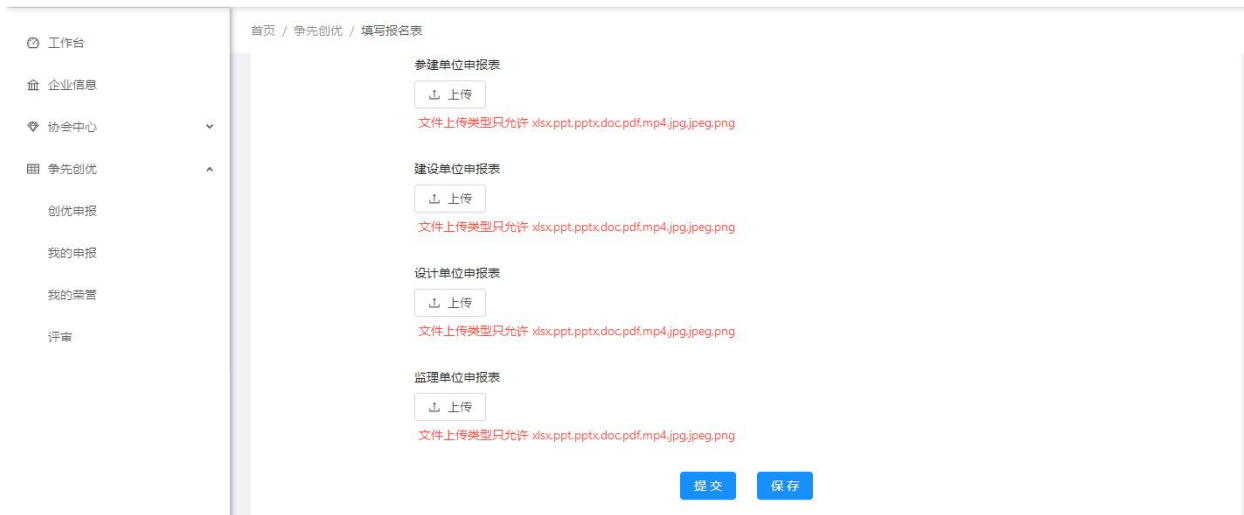 首页 / 争先创优 / 填写报名表
工作台
企业信息
协会中心
争先创优
创优申报
我的申报
我的荣誉
评审
参建单位申报表
上传
文件上传类型只允许 xlsx,ppt,pptx,doc,pdf,mp4,jpg,jpeg,png
建设单位申报表
上传
文件上传类型只允许 xlsx,ppt,pptx,doc,pdf,mp4,jpg,jpeg,png
设计单位申报表
上传
文件上传类型只允许 xlsx,ppt,pptx,doc,pdf,mp4,jpg,jpeg,png
监理单位申报表
上传
文件上传类型只允许 xlsx,ppt,pptx,doc,pdf,mp4,jpg,jpeg,png
提交 保存